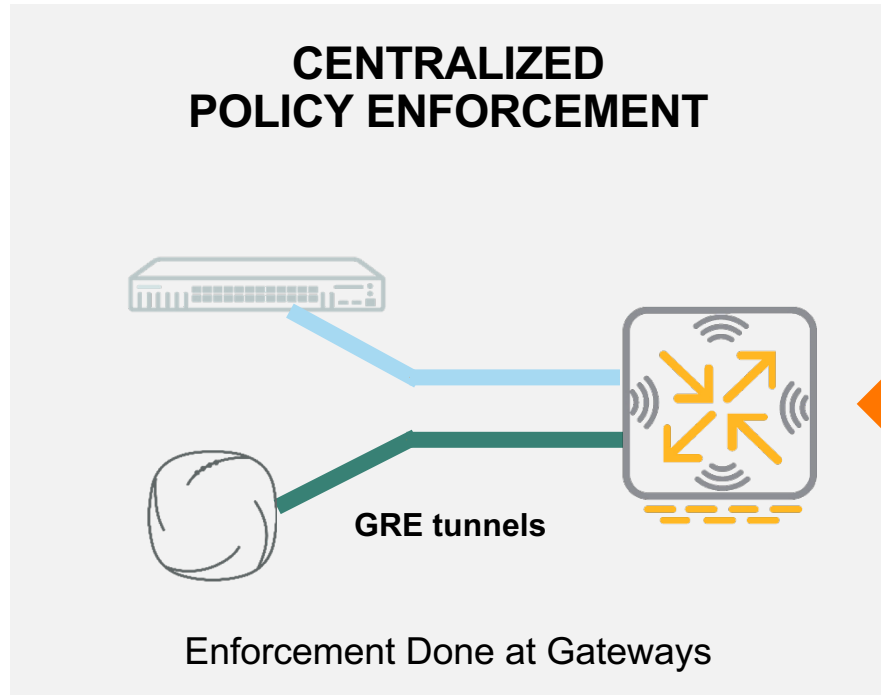 CENTRALIZED
POLICY ENFORCEMENT
GRE tunnels
Enforcement Done at Gateways